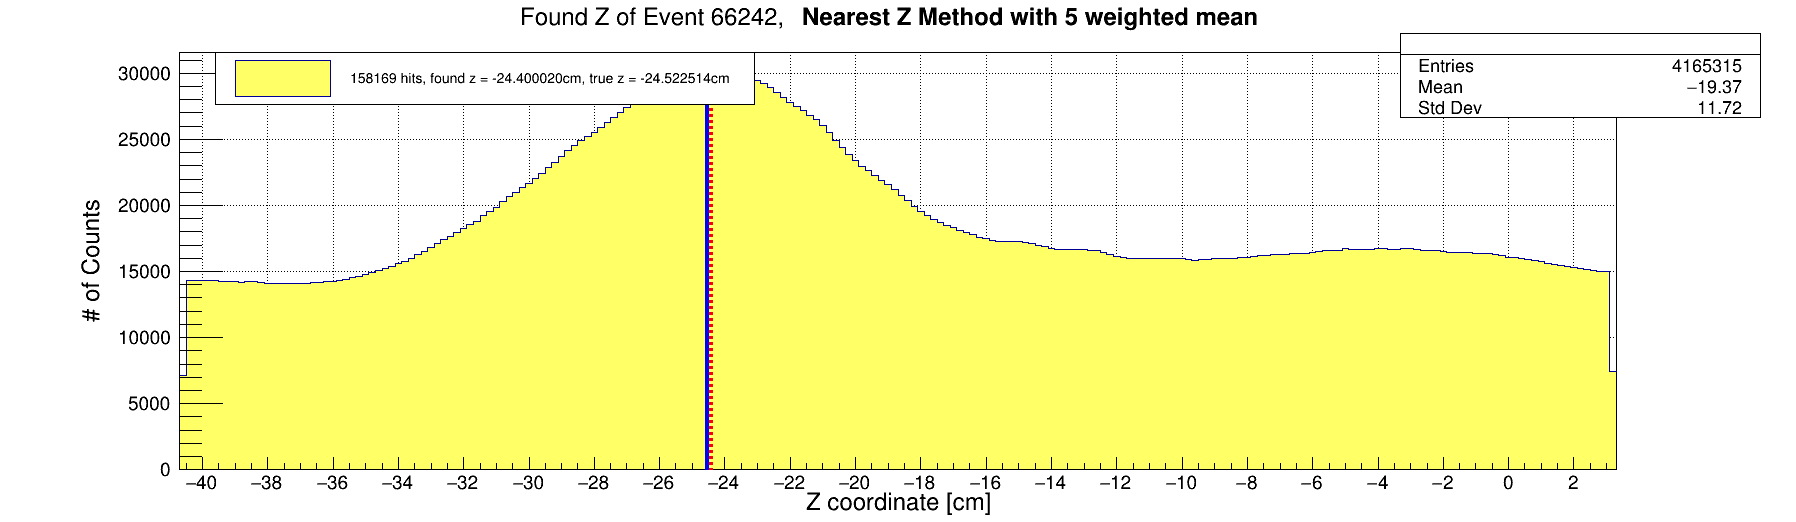 Found Z of Event 66242, Nearest Z Method with 5 weighted mean
158169 hits, found z = -24.400020cm, true z = -24.522514cm
Entries 4165315
Mean −19.37
Std Dev 11.72
# of Counts
30000
25000
20000
15000
10000
5000
0
−40 −38 −36 −34 −32 −30 −28 −26 −24 −22 −20 −18 −16 −14 −12 −10 −8 −6 −4 −2 0 2
Z coordinate [cm]